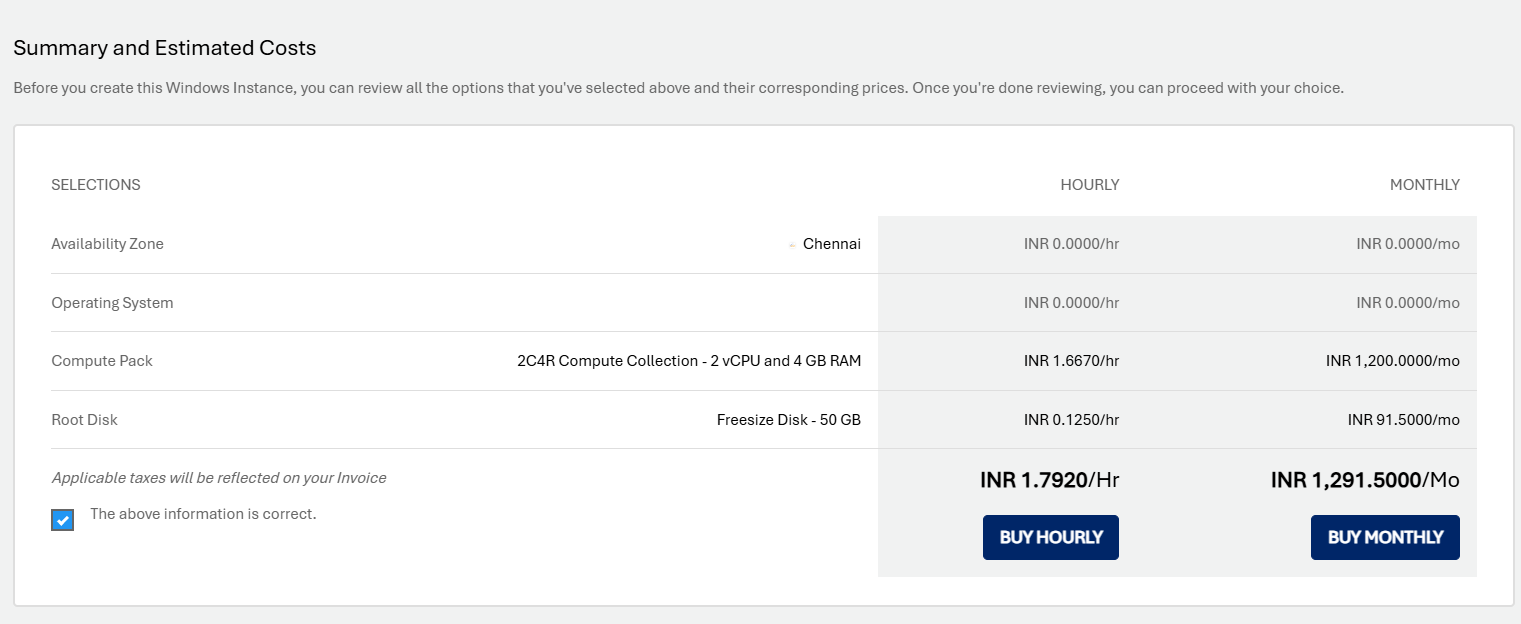 Summary and Estimated Costs
Before you create this Windows Instance, you can review all the options that you've selected above and their corresponding prices. Once you're done reviewing, you can proceed with your choice.
SELECTIONS HOURLY MONTHLY
Availability Zone Chennai INR 0.0000/hr INR 0.0000/mo
Operating System INR 0.0000/hr INR 0.0000/mo
Compute Pack 2C4R Compute Collection - 2 vCPU and 4 GB RAM INR 1.6670/hr INR 1,200.0000/mo
Root Disk Freesize Disk - 50 GB INR 0.1250/hr INR 91.5000/mo
Applicable taxes will be reflected on your Invoice INR 1.7920/Hr INR 1,291.5000/Mo
The above information is correct.
BUY HOURLY BUY MONTHLY